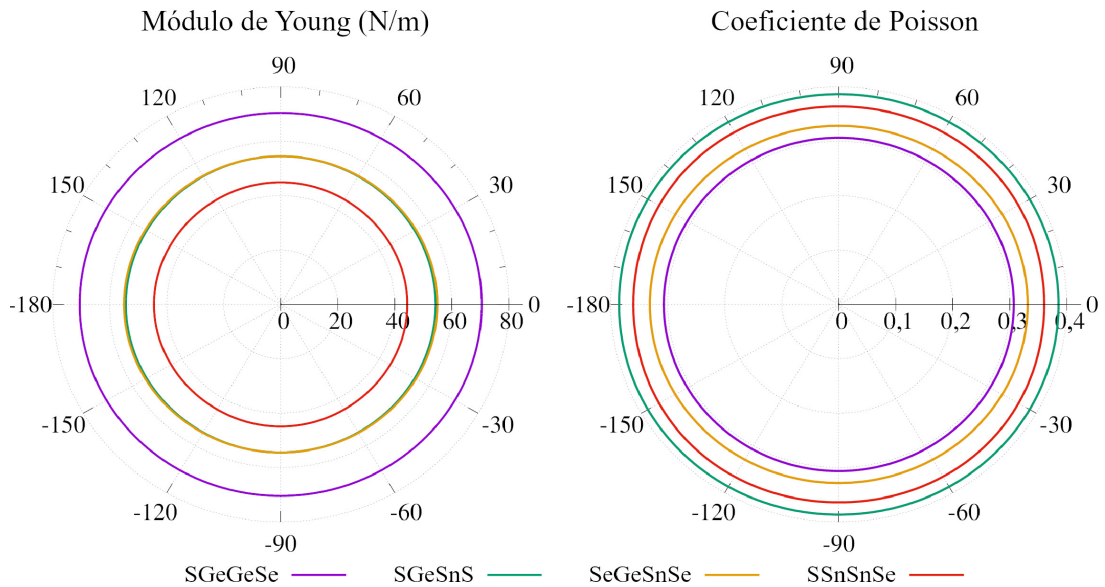 Módulo de Young (N/m) Coeficiente de Poisson
90 90
120 60 120 60
150 30 150 30
-180 0 -180 0
0 20 40 60 80 0 0,1 0,2 0,3 0,4
-150 -30 -150 -30
-120 -60 -120 -60
-90 -90
SGeGeSe SGeSnS SeGeSnSe SSnSnSe